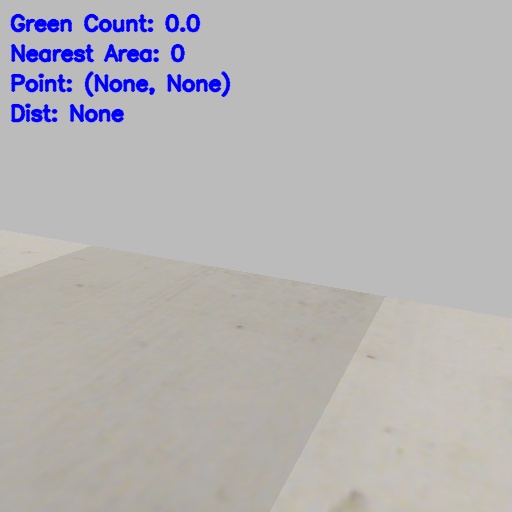 Green Count: 0.0
Nearest Area: 0
Point: (None, None)
Dist: None